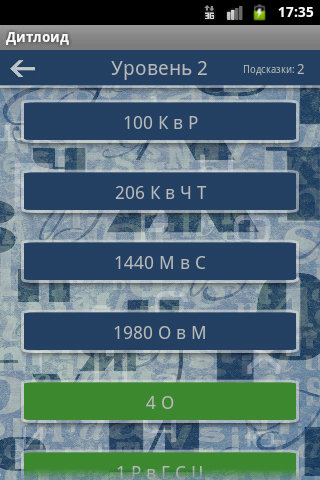 3G 17:35
Дитлоид
Уровень 2
Подсказки: 2
100 К в Р
206 К в Ч Т
1440 М в С
1980 О в М
4 О
1 Р в Г С Ц